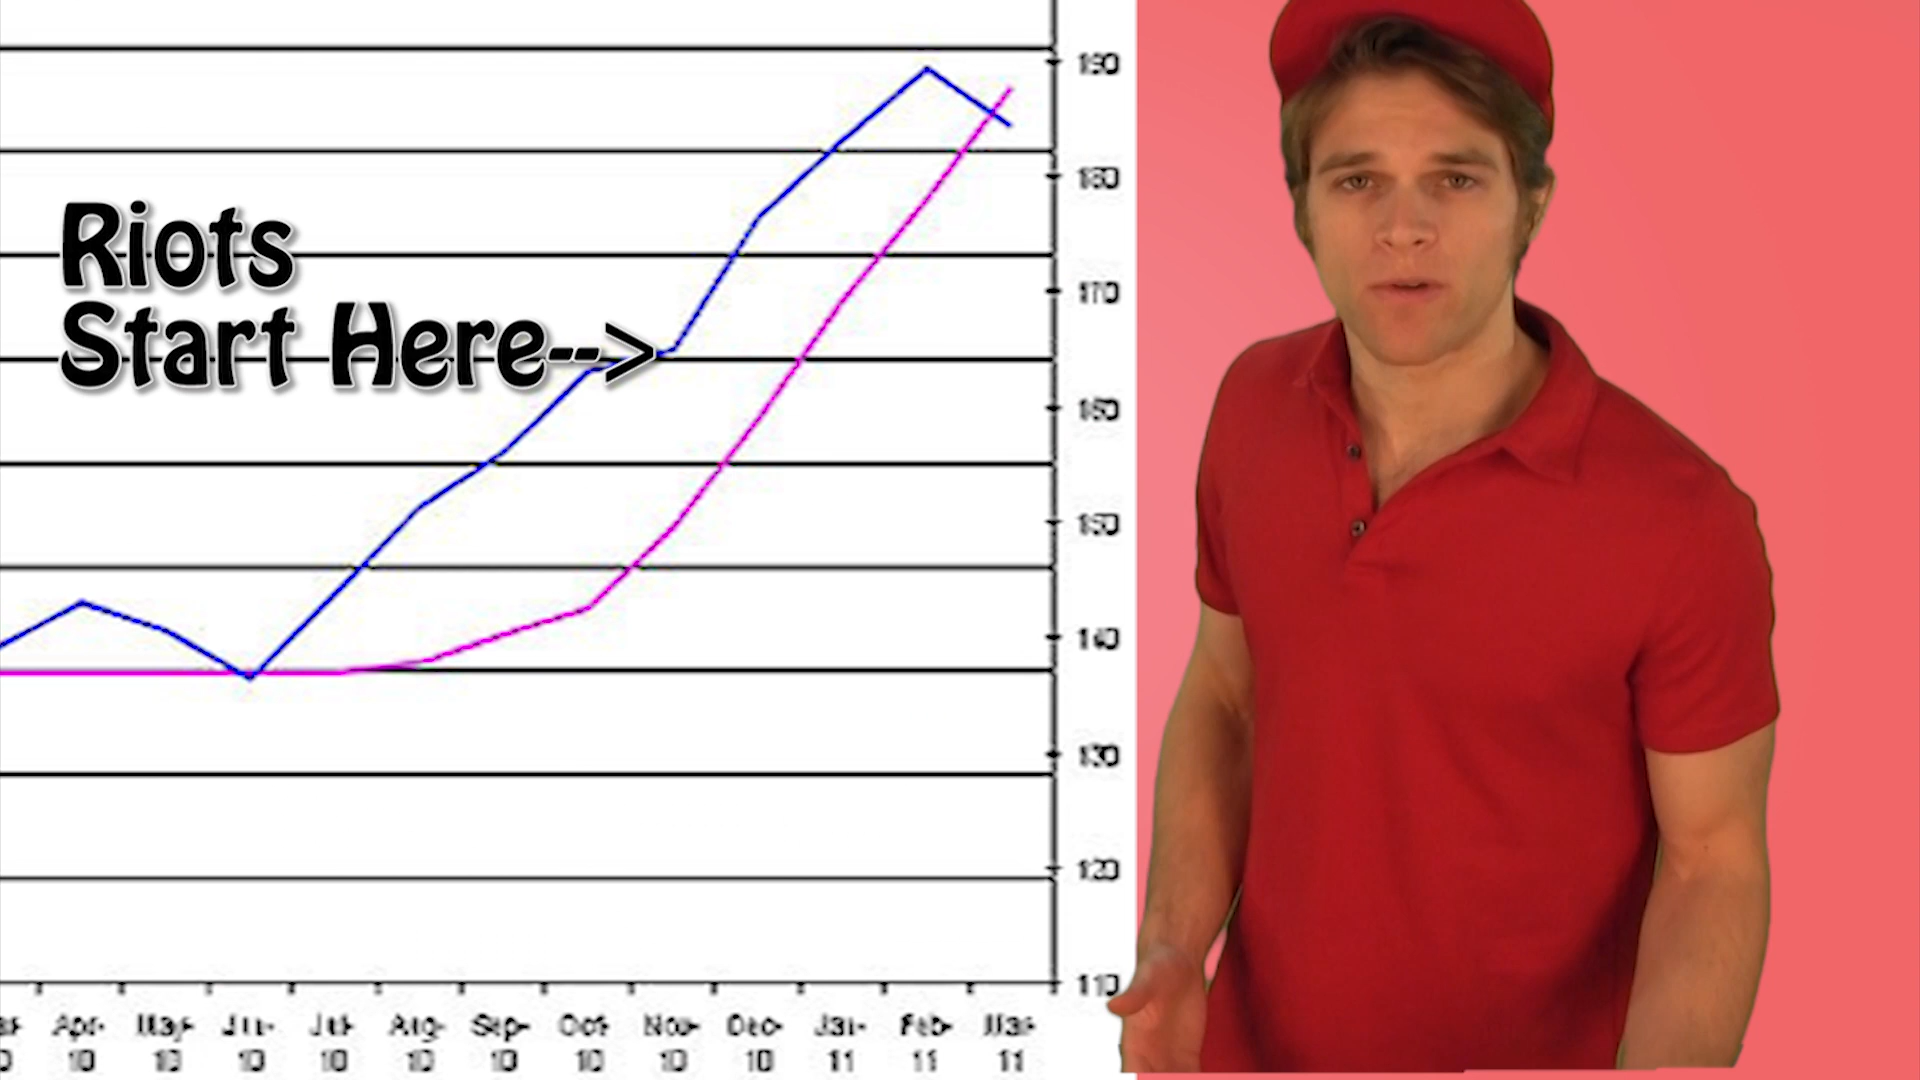 Riots
Start Here-->
190
180
170
160
150
140
130
120
110
Apr- May- Jun- Jul- Aug- Sep- Oct- Nov- Dec- Jan- Feb- Mar-
10 10 10 10 10 10 10 10 10 11 11 11